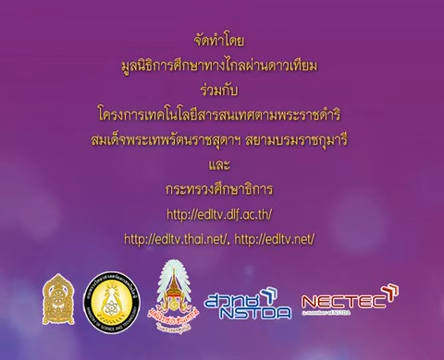 จัดทำโดย
มูลนิธิการศึกษาทางไกลผ่านดาวเทียม
ร่วมกับ
โครงการเทคโนโลยีสารสนเทศตามพระราชดำริ
สมเด็จพระเทพรัตนราชสุดาฯ สยามบรมราชกุมารี
และ
กระทรวงศึกษาธิการ
http://edltv.dlf.ac.th/
http://edltv.thai.net/, http://edltv.net/
สวทช
NSTDA
NECTEC
a member of NSTDA